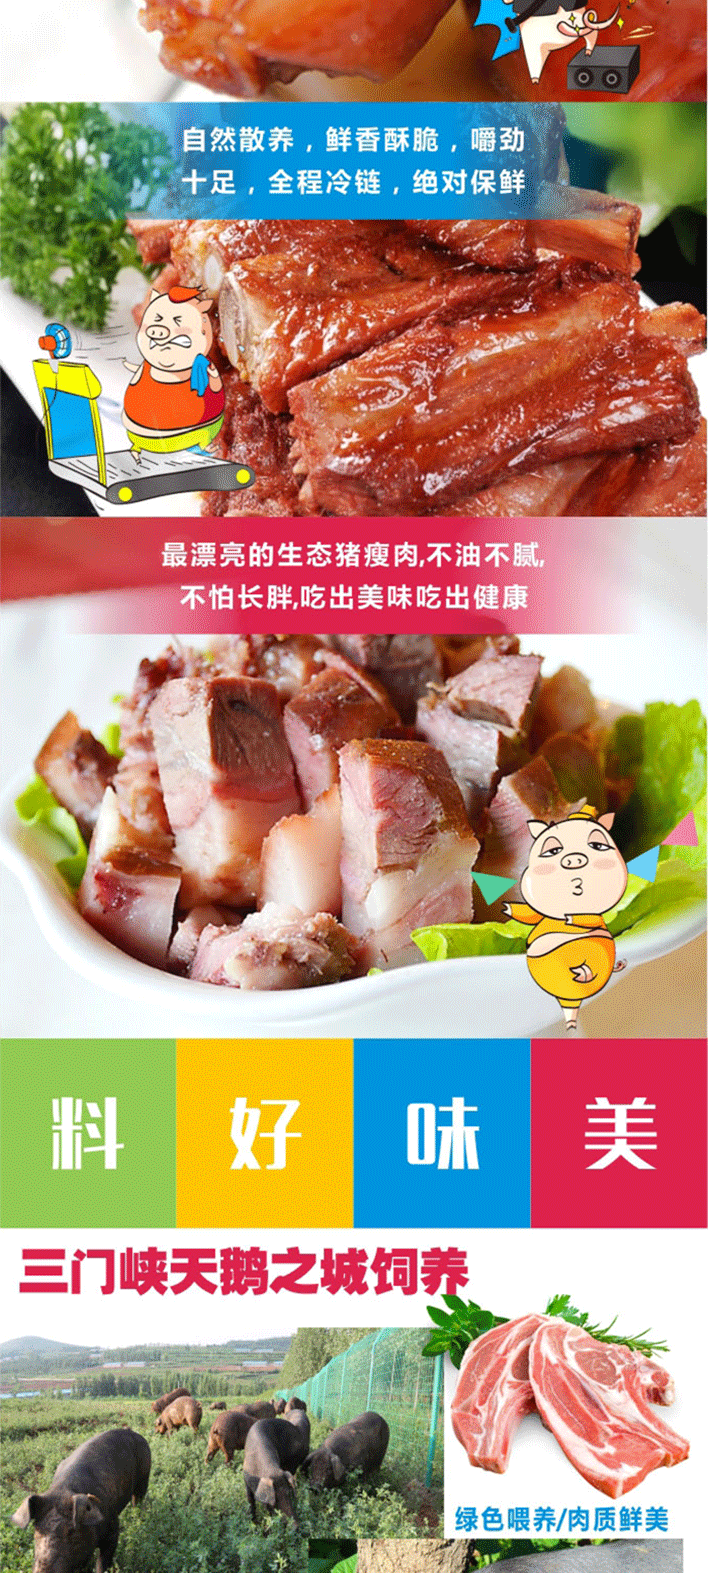 自然散养，鲜香酥脆，嚼劲
十足，全程冷链，绝对保鲜
最漂亮的生态猪瘦肉,不油不腻,
不怕长胖,吃出美味吃出健康
料好味美
三门峡天鹅之城饲养
绿色喂养/肉质鲜美